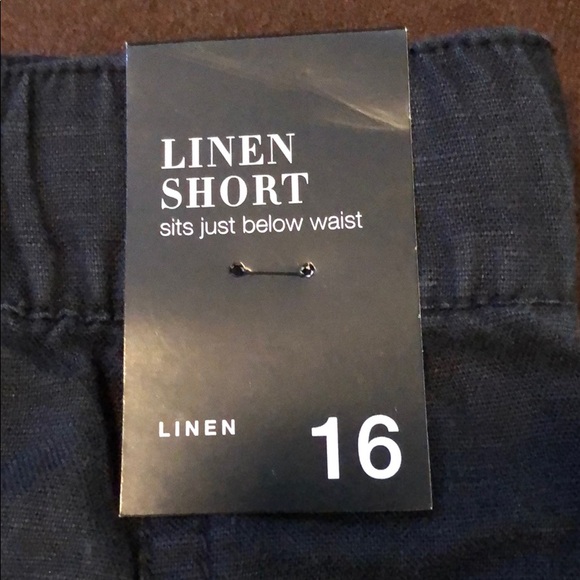 LINEN
SHORT
sits just below waist
LINEN
16